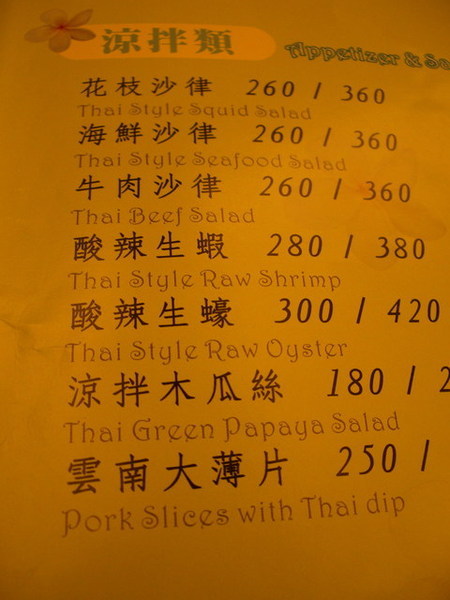 涼拌類
Appetizer & Sa
花枝沙律 260 / 360
Thai Style Squid Salad
海鮮沙律 260 / 360
Thai Style Seafood Salad
牛肉沙律 260 / 360
Thai Beef Salad
酸辣生蝦 280 / 380
Thai Style Raw Shrimp
酸辣生蠔 300 / 420
Thai Style Raw Oyster
涼拌木瓜絲 180 / 2
Thai Green Papaya Salad
雲南大薄片 250 /
Pork Slices with Thai dip